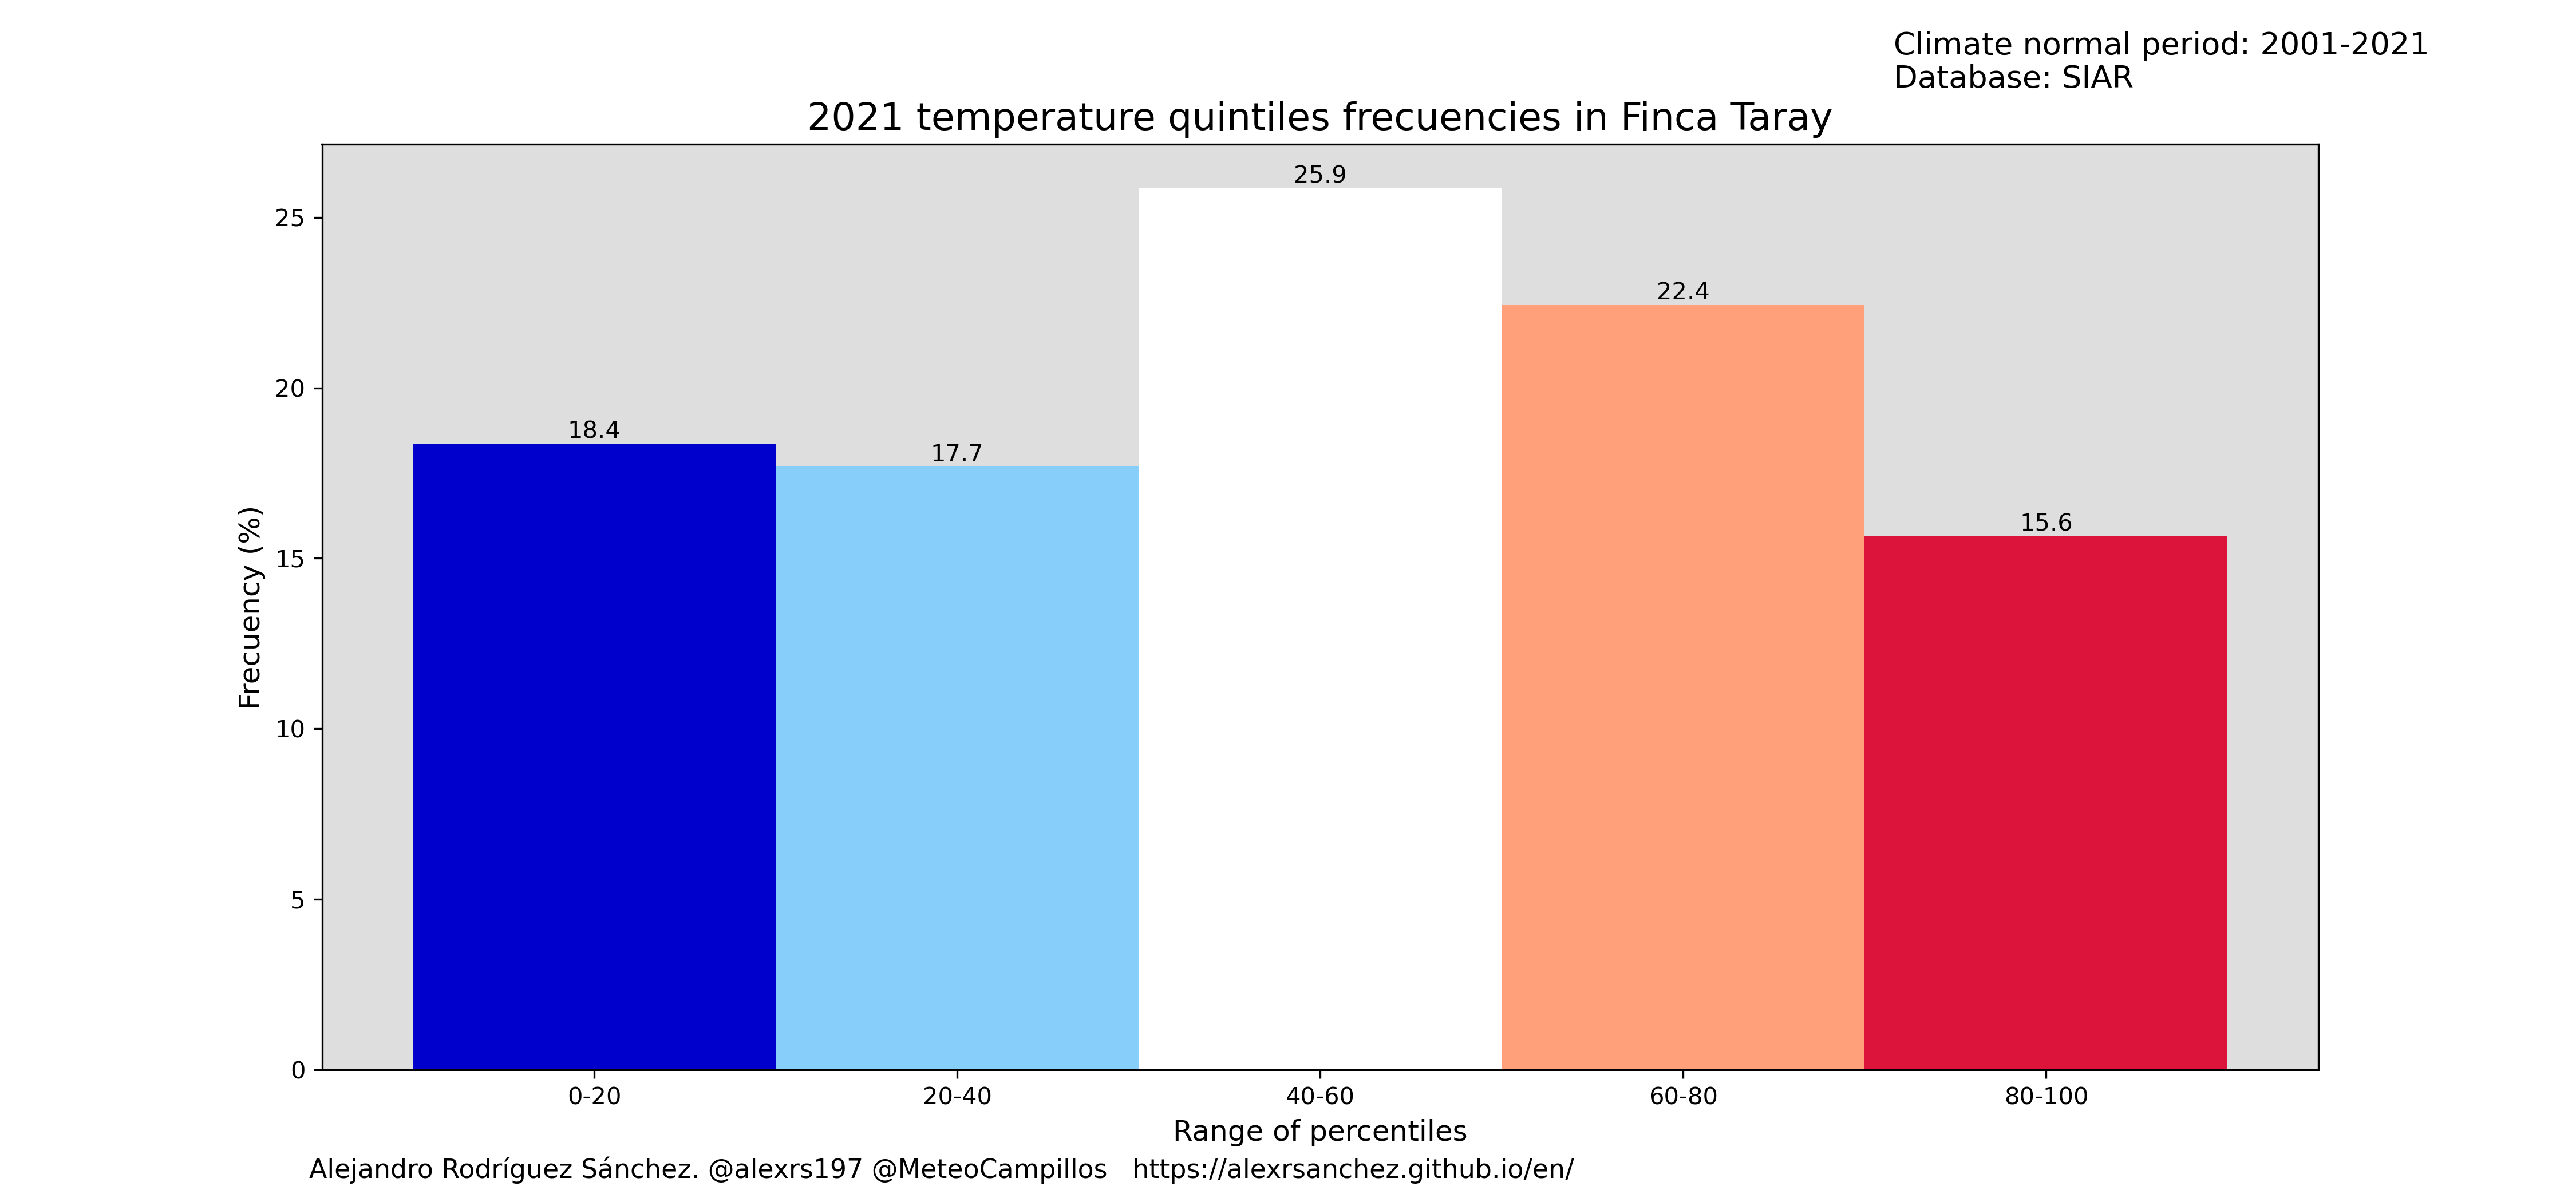 Climate normal period: 2001-2021
Database: SIAR
2021 temperature quintiles frecuencies in Finca Taray
25.9
25
22.4
20
18.4
17.7
15.6
15
Frecuency (%)
10
5
0
0-20 20-40 40-60 60-80 80-100
Range of percentiles
Alejandro Rodríguez Sánchez. @alexrs197 @MeteoCampillos https://alexrsanchez.github.io/en/